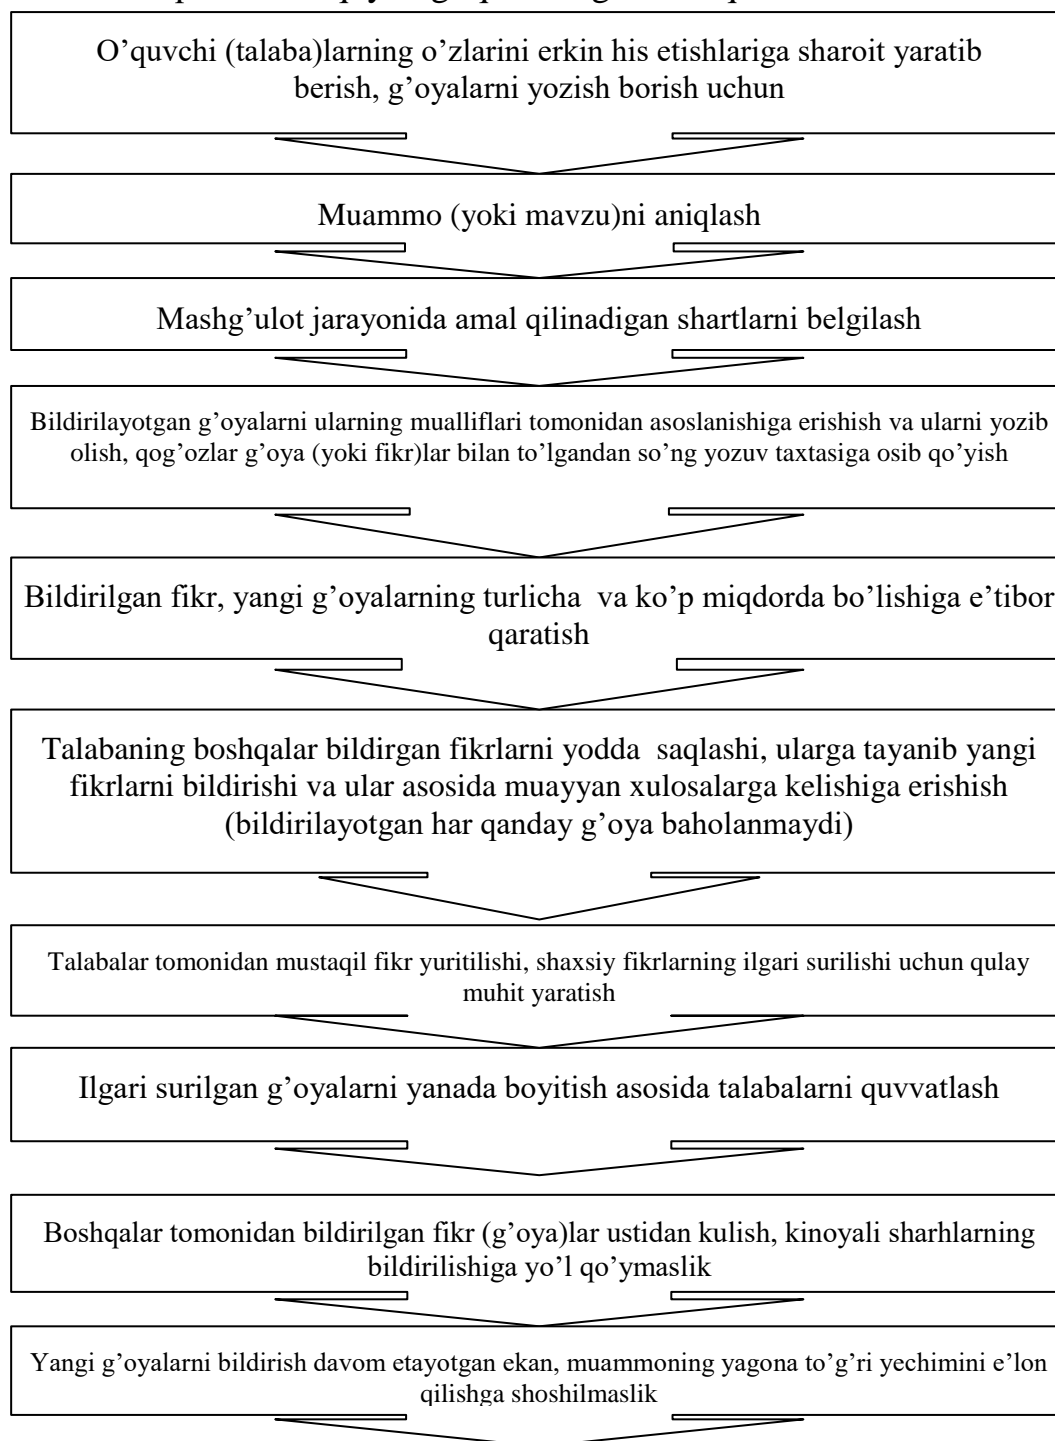 O’quvchi (talaba)larning o’zlarini erkin his etishlariga sharoit yaratib
berish, g’oyalarni yozish borish uchun
Muammo (yoki mavzu)ni aniqlash
Mashg’ulot jarayonida amal qilinadigan shartlarni belgilash
Bildirilayotgan g’oyalarni ularning mualliflari tomonidan asoslanishiga erishish va ularni yozib
olish, qog’ozlar g’oya (yoki fikr)lar bilan to’lgandan so’ng yozuv taxtasiga osib qo’yish
Bildirilgan fikr, yangi g’oyalarning turlicha va ko’p miqdorda bo’lishiga e’tibor
qaratish
Talabaning boshqalar bildirgan fikrlarni yodda saqlashi, ularga tayanib yangi
fikrlarni bildirishi va ular asosida muayyan xulosalarga kelishiga erishish
(bildirilayotgan har qanday g’oya baholanmaydi)
Talabalar tomonidan mustaqil fikr yuritilishi, shaxsiy fikrlarning ilgari surilishi uchun qulay
muhit yaratish
Ilgari surilgan g’oyalarni yanada boyitish asosida talabalarni quvvatlash
Boshqalar tomonidan bildirilgan fikr (g’oya)lar ustidan kulish, kinoyali sharhlarning
bildirilishiga yo’l qo’ymaslik
Yangi g’oyalarni bildirish davom etayotgan ekan, muammoning yagona to’g’ri yechimini e’lon
qilishga shoshilmaslik